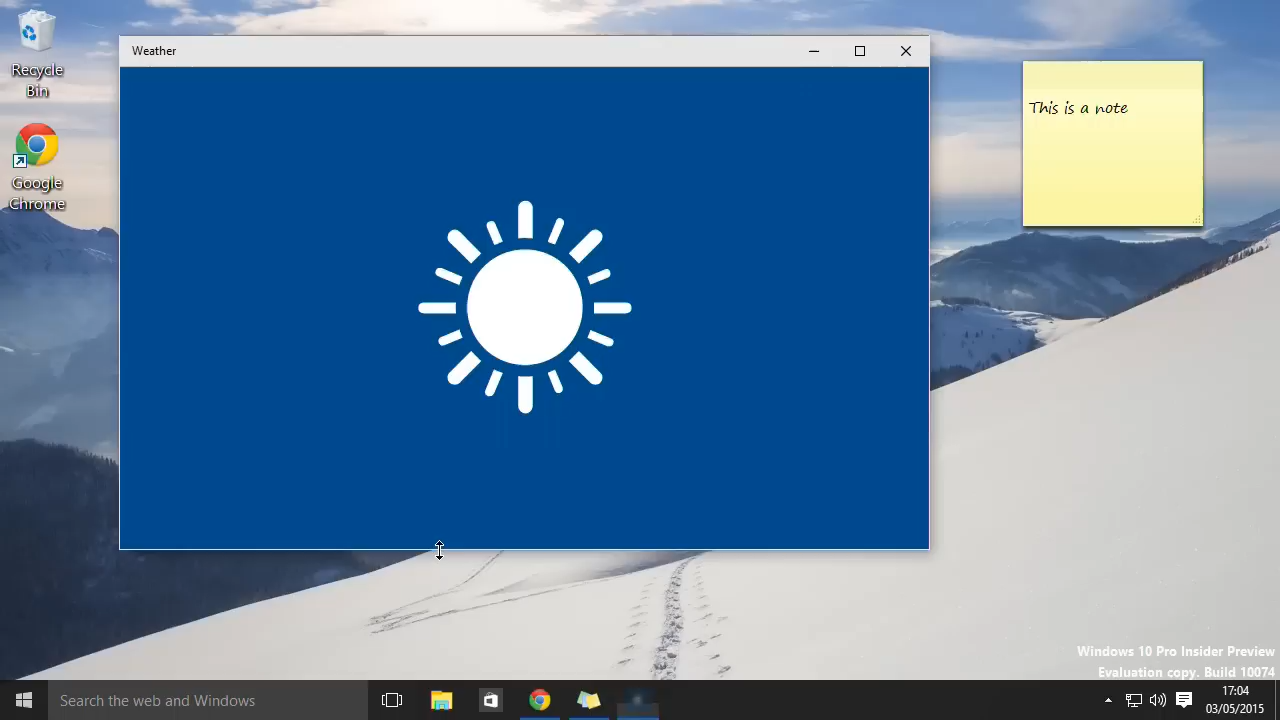 Recycle
Bin
Google
Chrome
Weather
This is a note
Windows 10 Pro Insider Preview
Evaluation copy. Build 10074
Search the web and Windows
17:04
03/05/2015